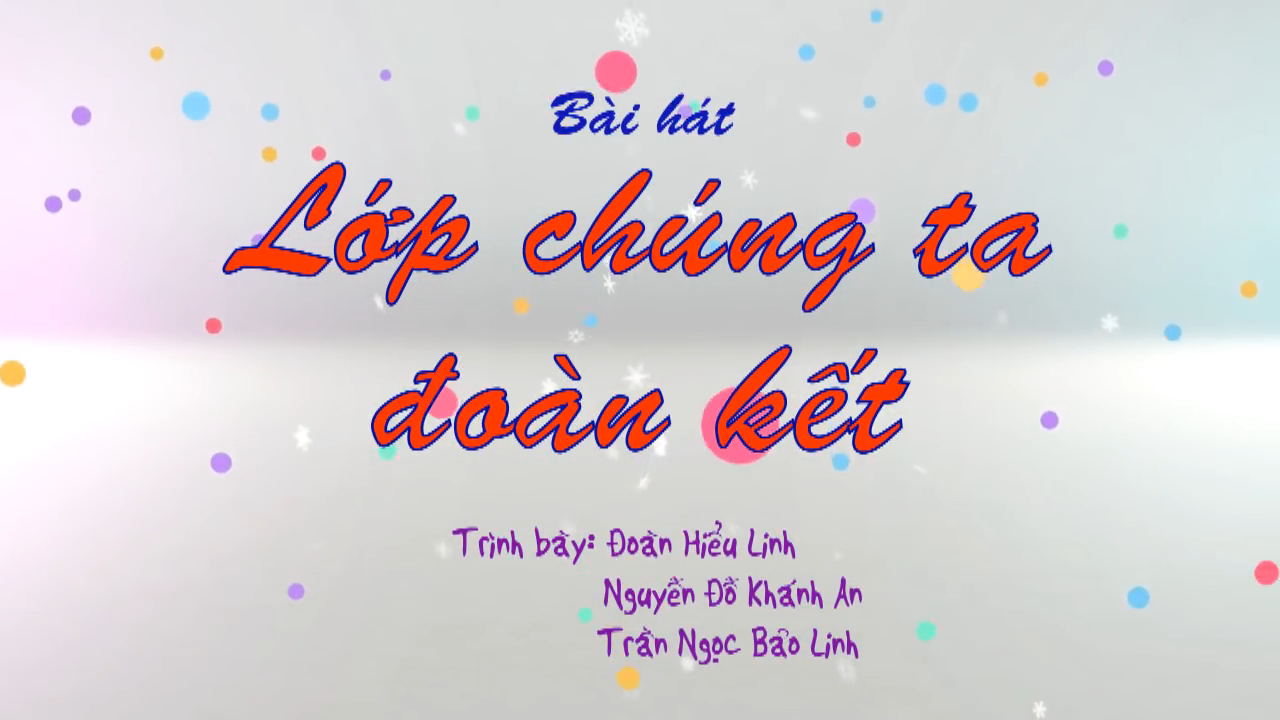 Bài hát
Lớp chúng ta
đoàn kết
Trình bày: Đoàn Hiểu Linh
Nguyễn Đỗ Khánh An
Trần Ngọc Bảo Linh